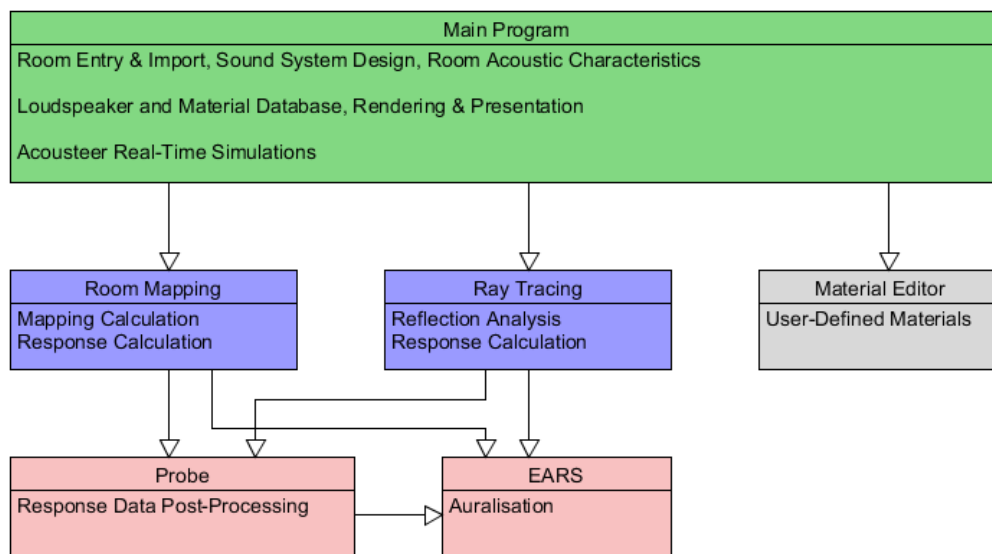 Main Program
Room Entry & Import, Sound System Design, Room Acoustic Characteristics
Loudspeaker and Material Database, Rendering & Presentation
Acousteer Real-Time Simulations
Room Mapping
Mapping Calculation
Response Calculation
Ray Tracing
Reflection Analysis
Response Calculation
Material Editor
User-Defined Materials
Probe
Response Data Post-Processing
EARS
Auralisation